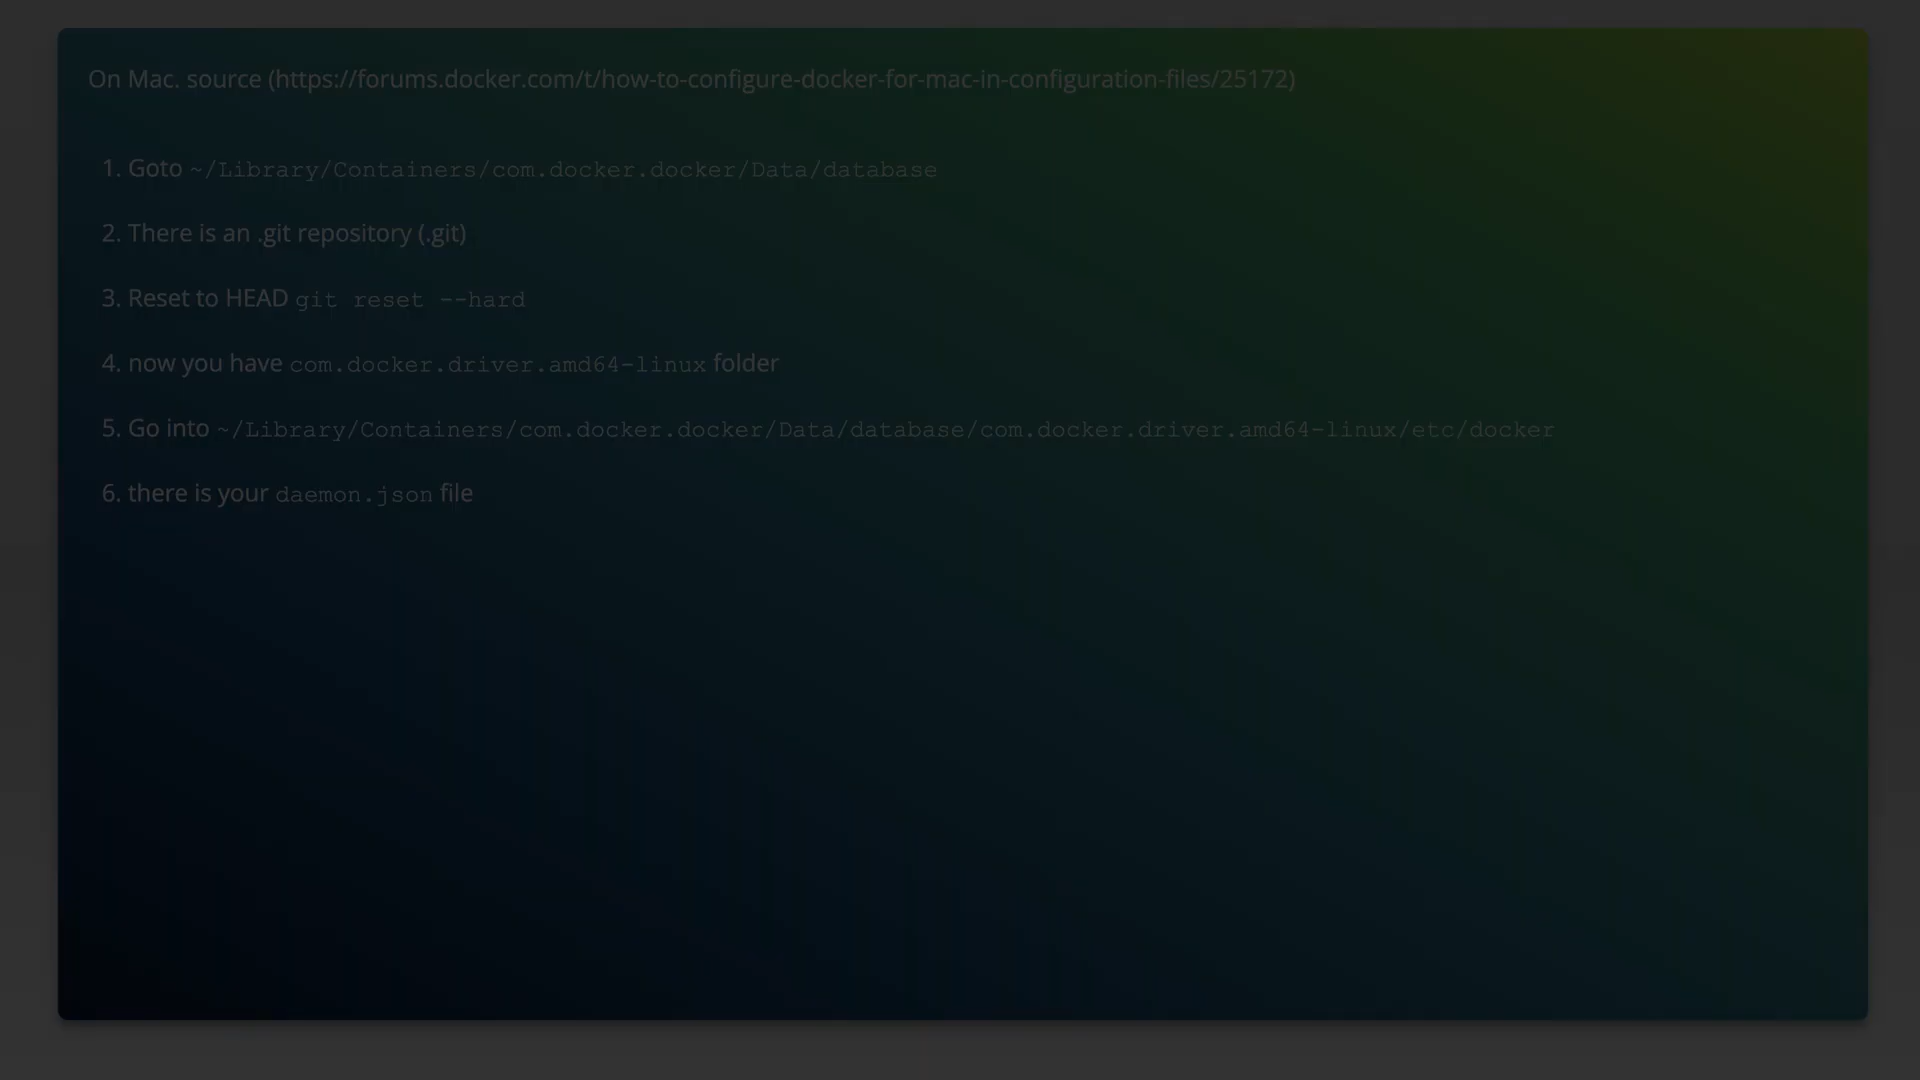 On Mac. source (https://forums.docker.com/t/how-to-configure-docker-for-mac-in-configuration-files/25172)
1. Goto ~/Library/Containers/com.docker.docker/Data/database
2. There is an .git repository (.git)
3. Reset to HEAD git reset --hard
4. now you have com.docker.driver.amd64-linux folder
5. Go into ~/Library/Containers/com.docker.docker/Data/database/com.docker.driver.amd64-linux/etc/docker
6. there is your daemon.json file